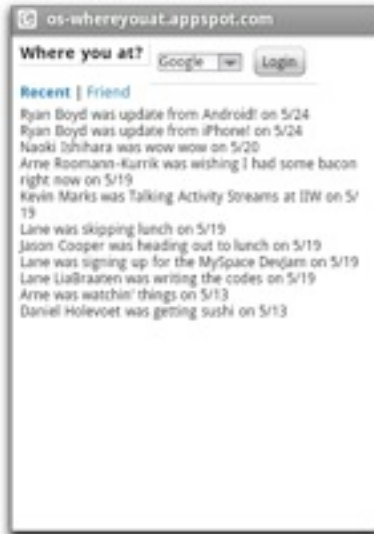 os-whereyouat.appspot.com
Where you at? Google Login
Recent | Friend
Ryan Boyd was update from Android! on 5/24
Ryan Boyd was update from iPhone! on 5/24
Naoki Ishihara was wow wow on 5/20
Arne Roomann-Kurrik was wishing I had some bacon
right now on 5/19
Kevin Marks was Talking Activity Streams at IIW on 5/
19
Lane was skipping lunch on 5/19
Jason Cooper was heading out to lunch on 5/19
Lane was signing up for the MySpace DevJam on 5/19
Lane LiaBraaten was writing the codes on 5/19
Arne was watchin' things on 5/13
Daniel Holevoet was getting sushi on 5/13